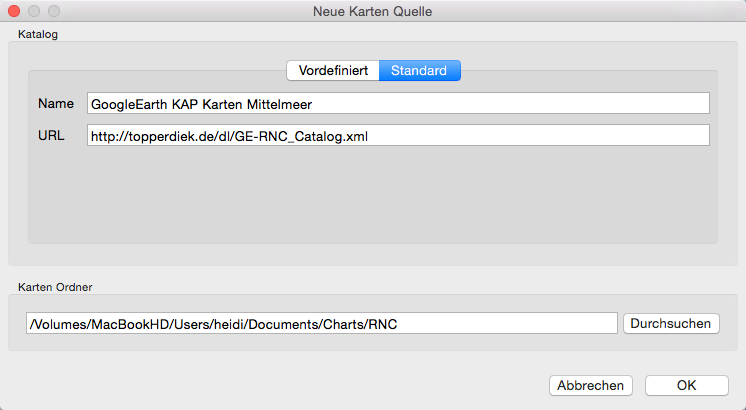 Neue Karten Quelle
Katalog
Vordefiniert Standard
Name GoogleEarth KAP Karten Mittelmeer
URL http://topperdiek.de/dl/GE-RNC_Catalog.xml
Karten Ordner
/Volumes/MacBookHD/Users/heidi/Documents/Charts/RNC Durchsuchen
Abbrechen OK